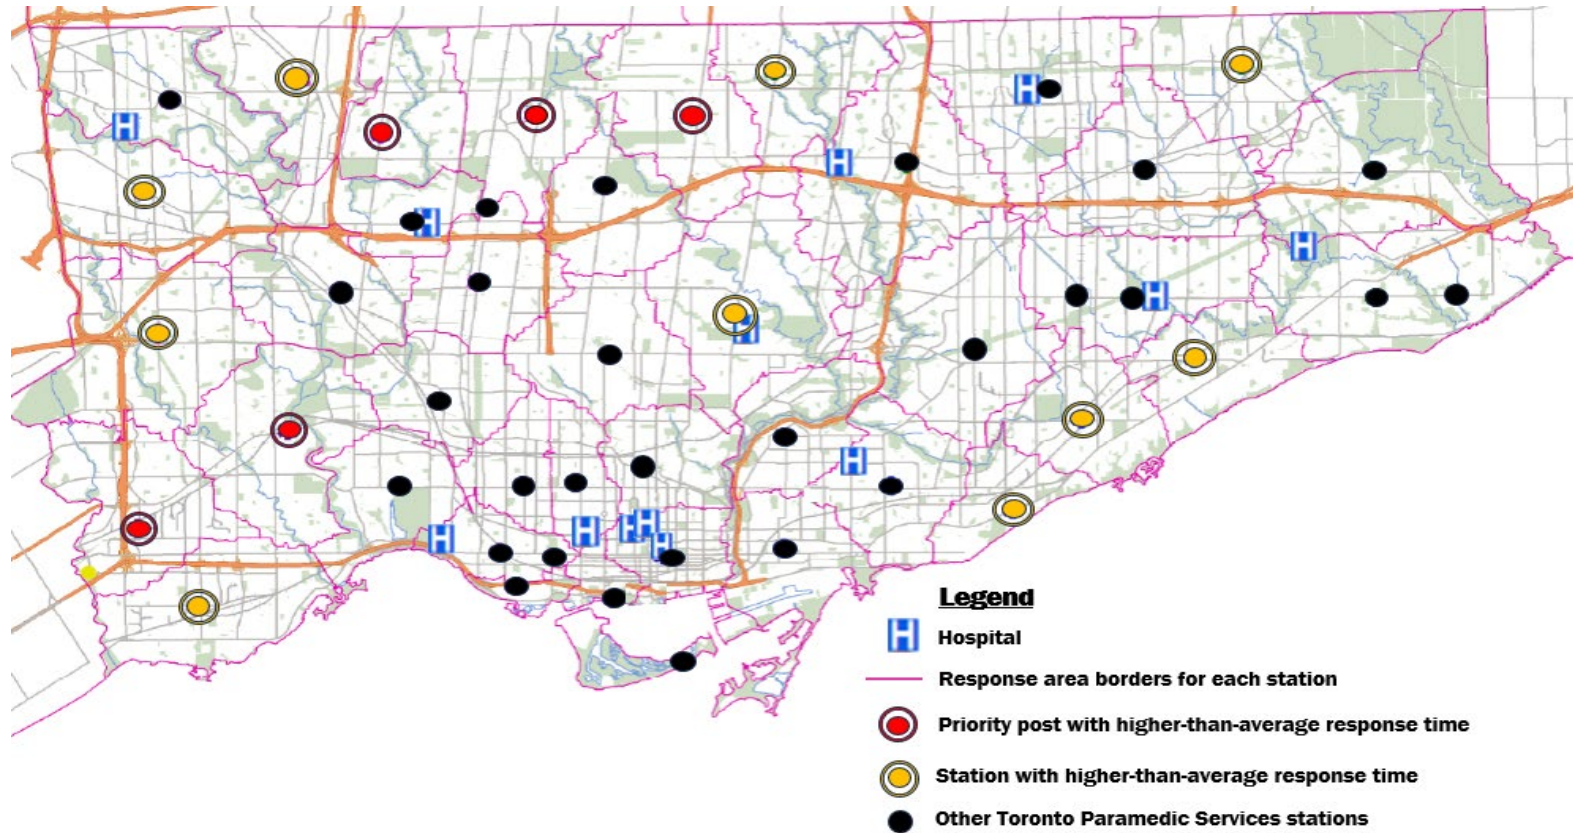 Legend
Hospital
Response area borders for each station
Priority post with higher-than-average response time
Station with higher-than-average response time
Other Toronto Paramedic Services stations